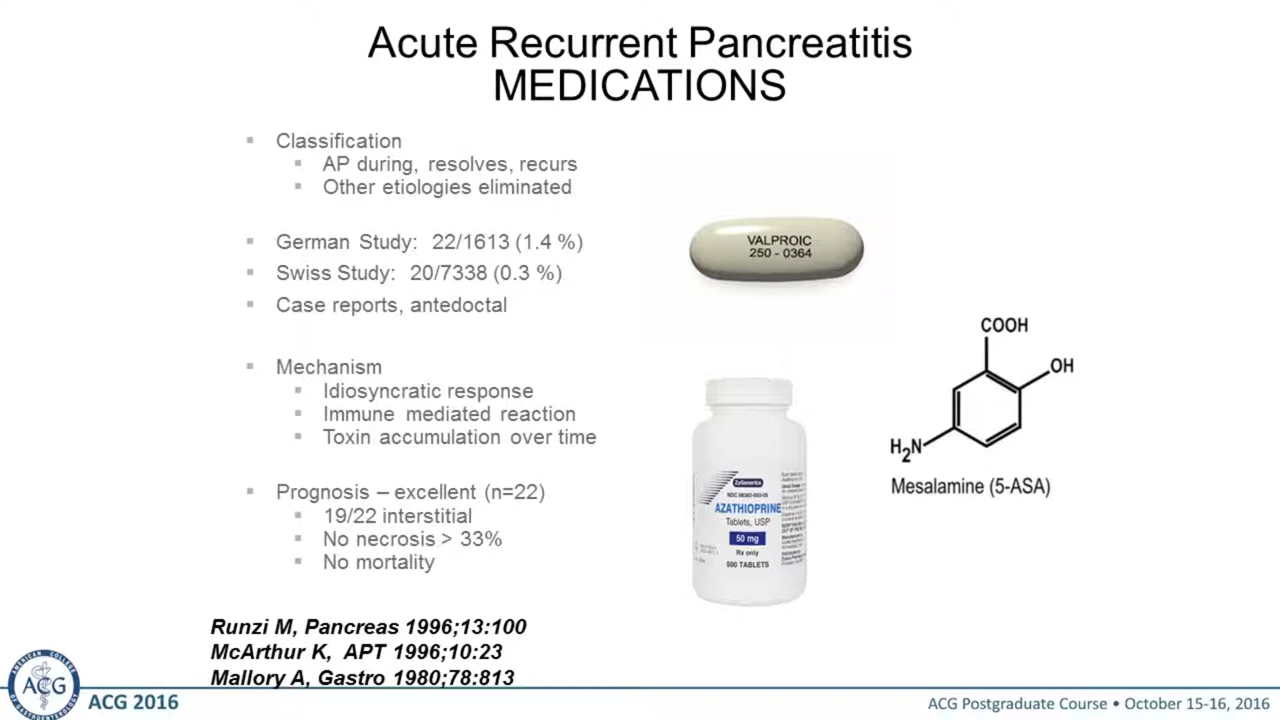 Acute Recurrent Pancreatitis
MEDICATIONS
Classification
AP during, resolves, recurs
Other etiologies eliminated
German Study: 22/1613 (1.4 %)
Swiss Study: 20/7338 (0.3 %)
Case reports, antedoctal
Mechanism
Idiosyncratic response
Immune mediated reaction
Toxin accumulation over time
Prognosis – excellent (n=22)
19/22 interstitial
No necrosis > 33%
No mortality
VALPROIC
250 - 0364
COOH
OH
H₂N
Mesalamine (5-ASA)
AZATHIOPRINE
Tablets, USP
50 mg
Rx only
500 TABLETS
Runzi M, Pancreas 1996;13:100
McArthur K, APT 1996;10:23
Mallory A, Gastro 1980;78:813
AMERICAN COLLEGE
ACG
OF GASTROENTEROLOGY
ACG 2016
ACG Postgraduate Course • October 15-16, 2016